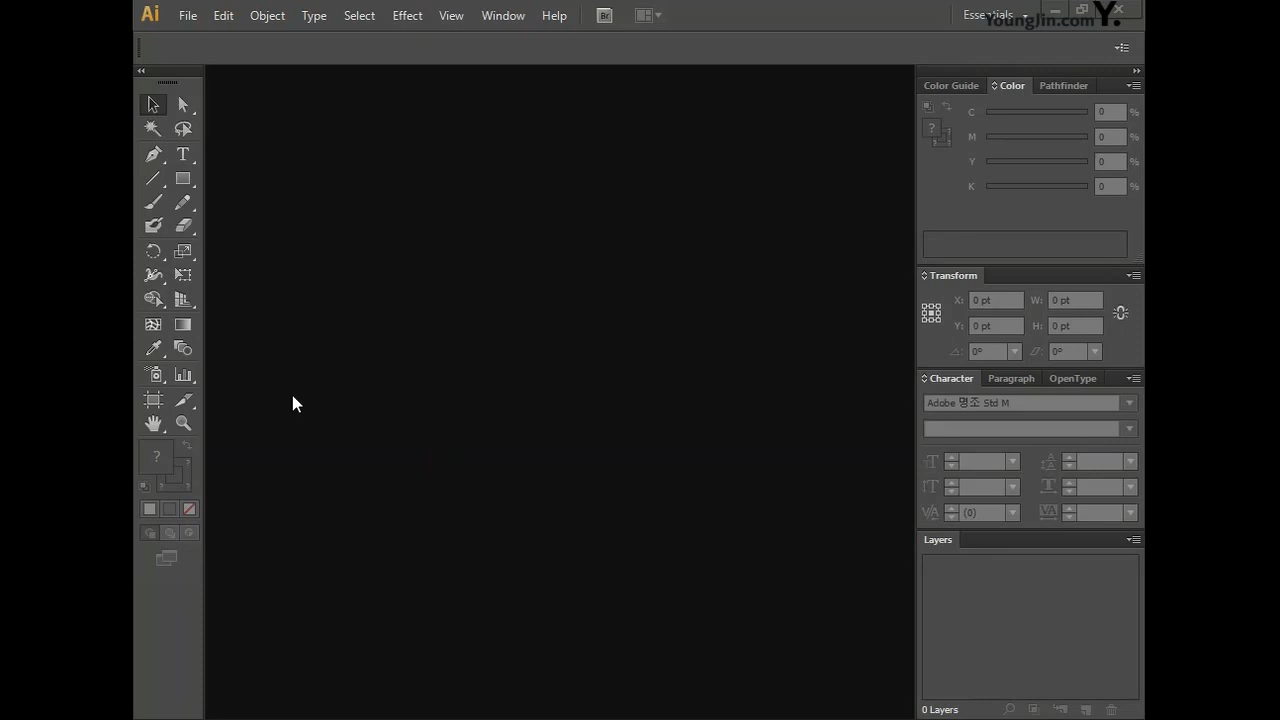 Ai File Edit Object Type Select Effect View Window Help Br Essentials
YoungJin.com Y.
Color Guide Color Pathfinder
C 0 %
M 0 %
Y 0 %
K 0 %
Transform
X: 0 pt W: 0 pt
Y: 0 pt H: 0 pt
0° 0°
Character Paragraph OpenType
Adobe 명조 Std M
(0)
Layers
0 Layers